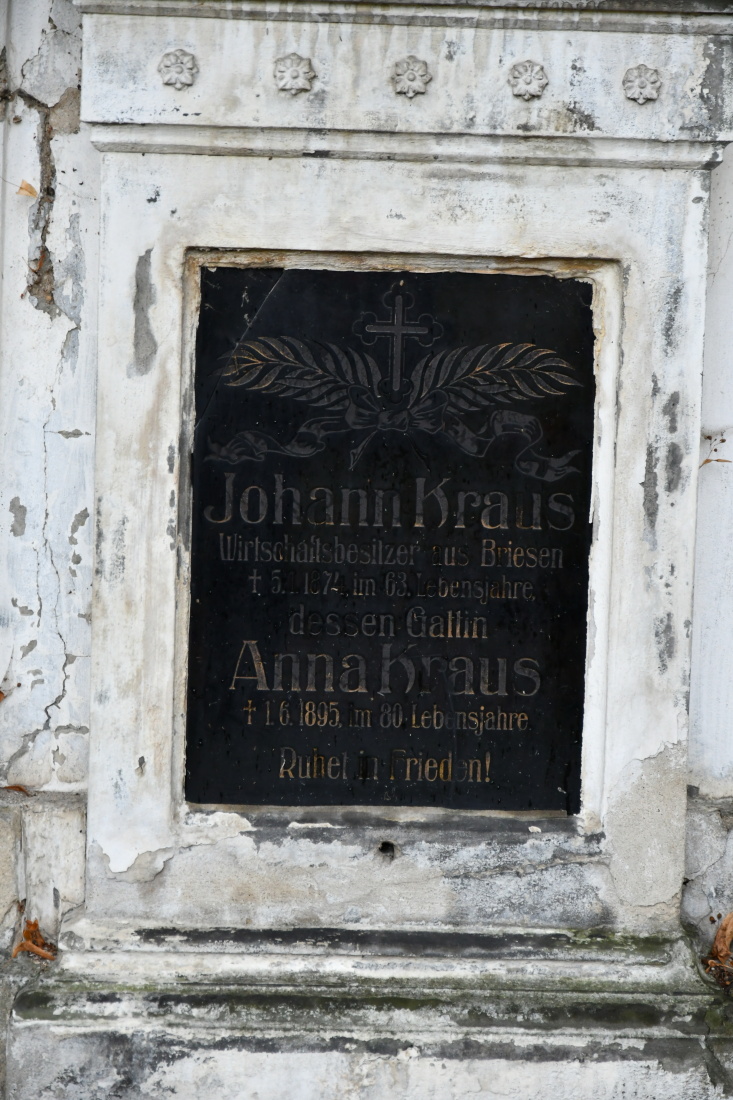 Johann Kraus
Wirtschaftsbesitzer aus Briesen
† 5.1.1874, im 63. Lebensjahre,
dessen Gattin
Anna Kraus
† 1.6.1895, im 80. Lebensjahre.
Ruhet in Frieden!